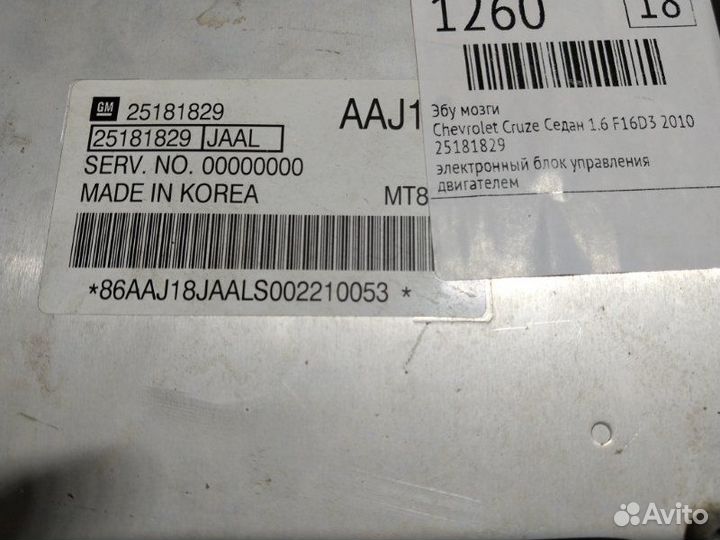 GM 25181829
AAJ1
25181829 JAAL
SERV. NO. 00000000
MADE IN KOREA
MT8
*86AAJ18JAALS002210053 *
1260
18
Эбу мозги
Chevrolet Cruze Седан 1.6 F16D3 2010
25181829
электронный блок управления
двигателем
Avito